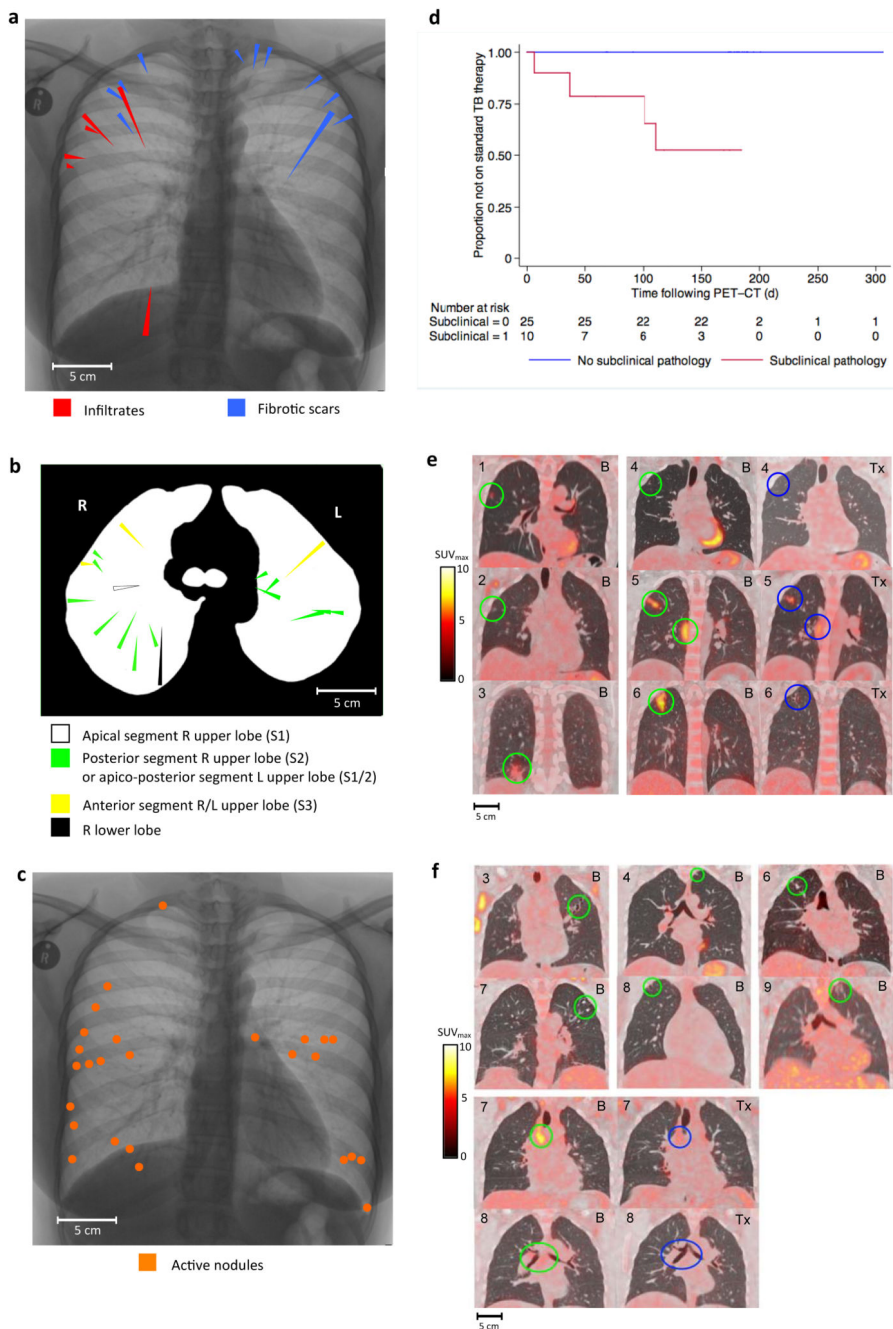 a
R
5 cm
Infiltrates
Fibrotic scars
b
R
L
5 cm
Apical segment R upper lobe (S1)
Posterior segment R upper lobe (S2)
or apico-posterior segment L upper lobe (S1/2)
Anterior segment R/L upper lobe (S3)
R lower lobe
c
R
5 cm
Active nodules
d
Proportion not on standard TB therapy
1.00
0.75
0.50
0.25
0
0 50 100 150 200 250 300
Time following PET–CT (d)
Number at risk
Subclinical = 0 25 25 22 22 2 1 1
Subclinical = 1 10 7 6 3 0 0 0
No subclinical pathology
Subclinical pathology
e
SUVmax
10
5
0
1 B
4 B
4 Tx
2 B
5 B
5 Tx
3 B
6 B
6 Tx
5 cm
f
SUVmax
10
5
0
3 B
4 B
6 B
7 B
8 B
9 B
7 B
7 Tx
8 B
8 Tx
5 cm